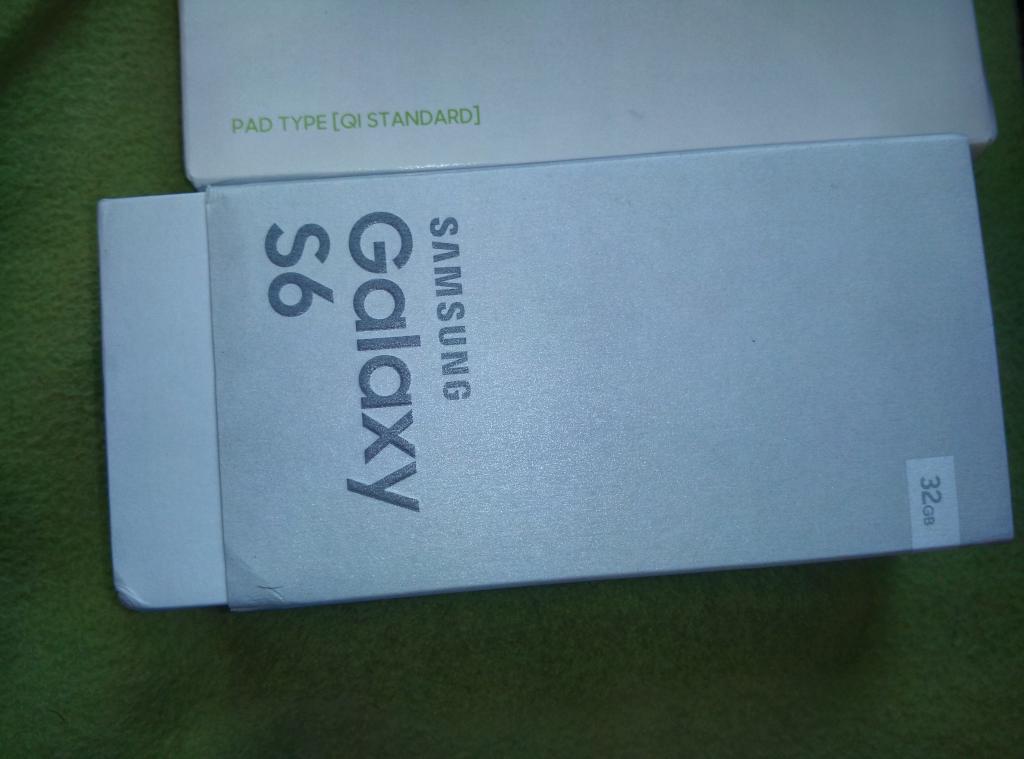 PAD TYPE [QI STANDARD]
SAMSUNG
Galaxy
S6
32GB